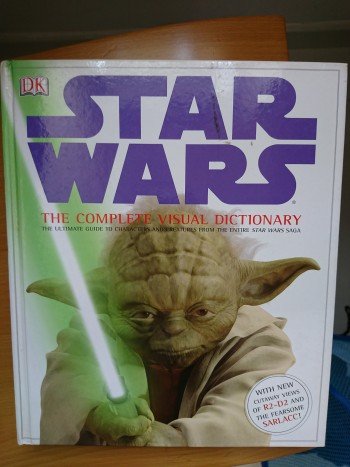 DK
STAR
WARS®
THE COMPLETE VISUAL DICTIONARY
THE ULTIMATE GUIDE TO CHARACTERS AND CREATURES FROM THE ENTIRE STAR WARS SAGA
WITH NEW
CUTAWAY VIEWS
OF R2-D2 AND
THE FEARSOME
SARLACC!